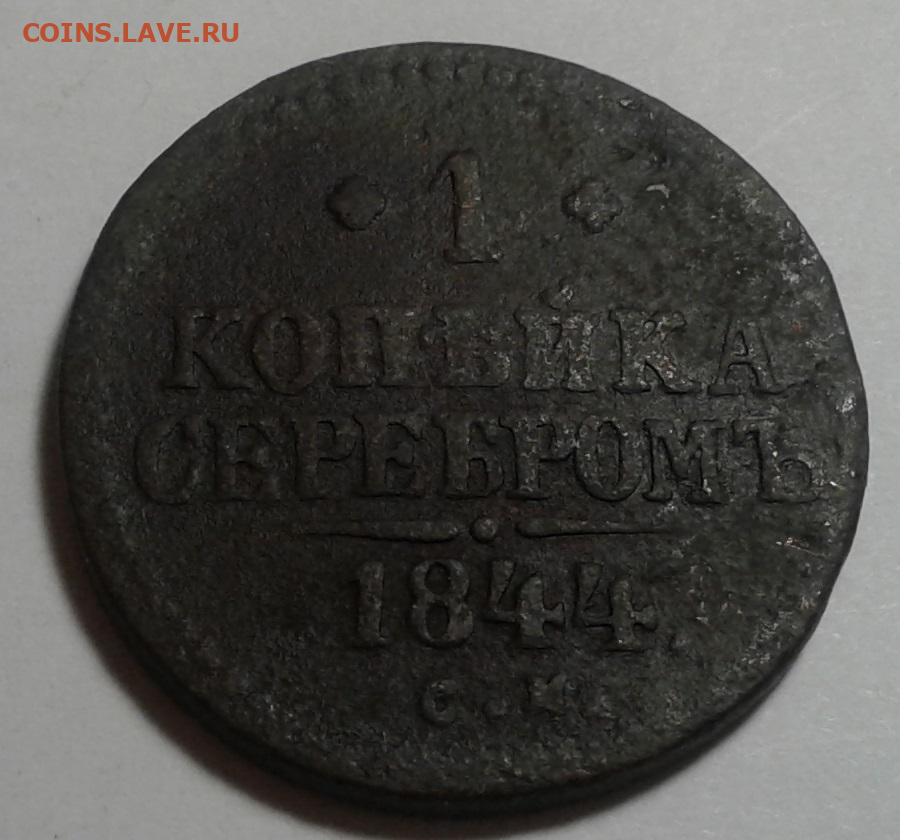 COINS.LAVE.RU
1
КОПѢЙКА
СЕРЕБРОМЪ
1844.
С.М.